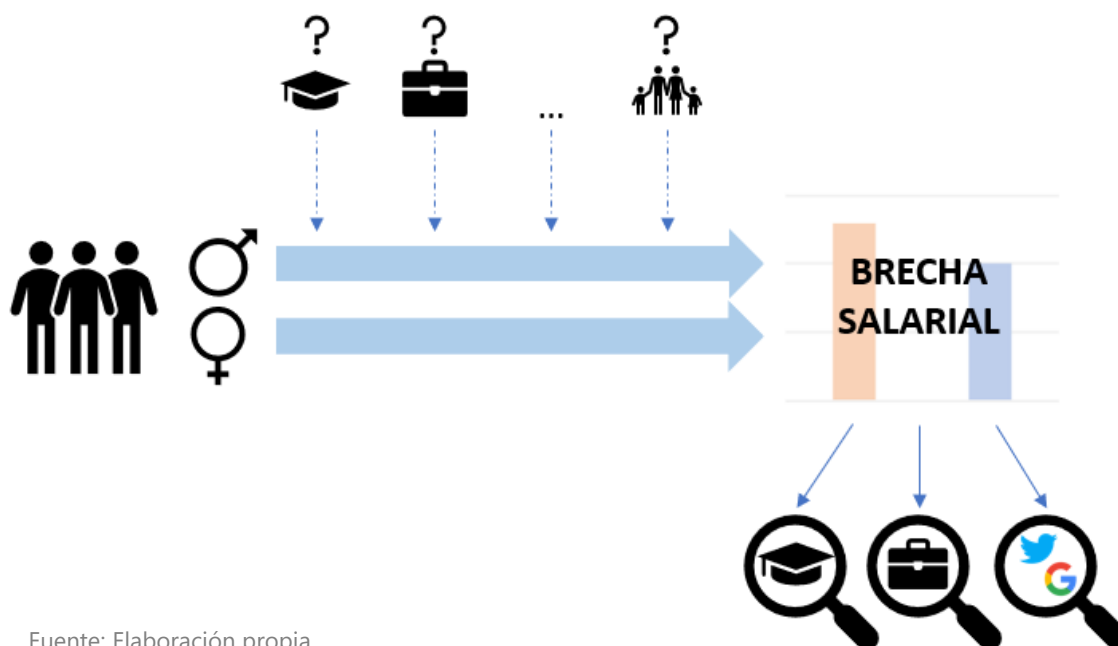 ? ? ?
...
BRECHA
SALARIAL
G
Fuente: Elaboración propia